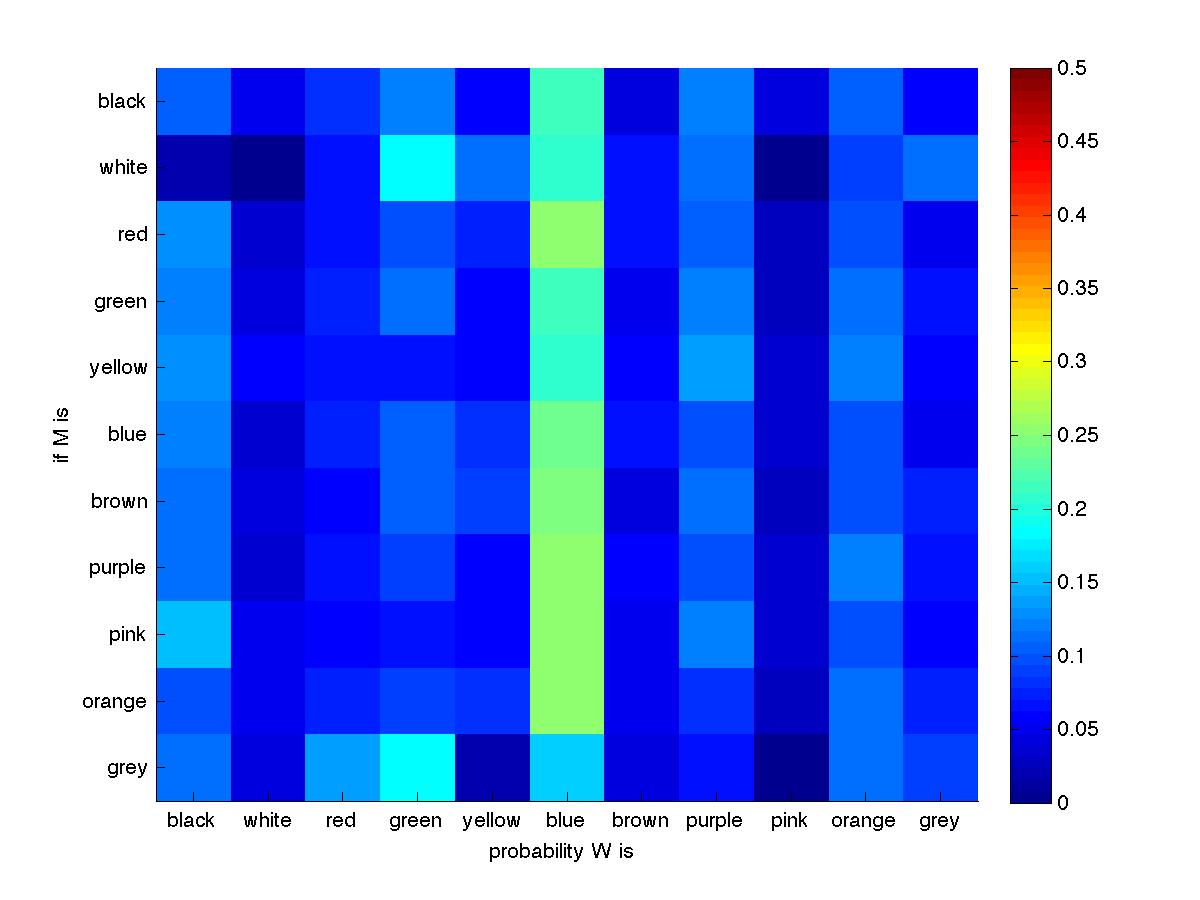 black
white
red
green
yellow
blue
brown
purple
pink
orange
grey
if M is
black white red green yellow blue brown purple pink orange grey
probability W is
0.5
0.45
0.4
0.35
0.3
0.25
0.2
0.15
0.1
0.05
0